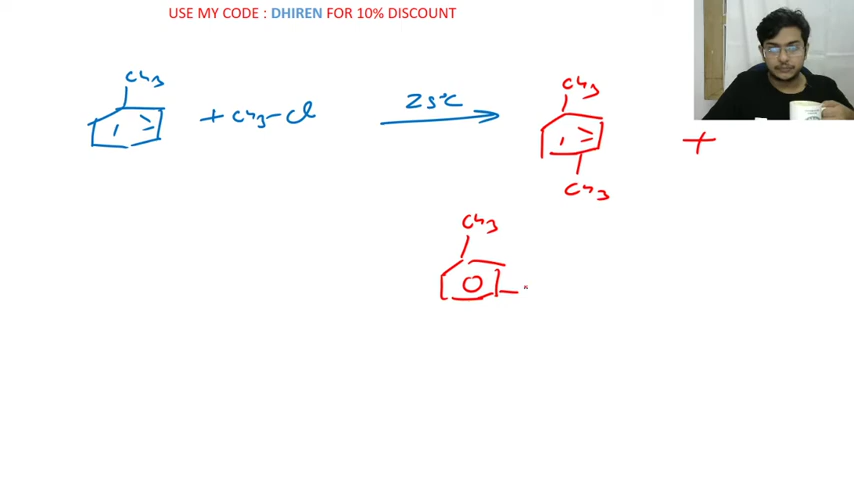 USE MY CODE : DHIREN FOR 10% DISCOUNT
CH3
+ CH3-Cl
25°C
CH3
CH3
+
CH3